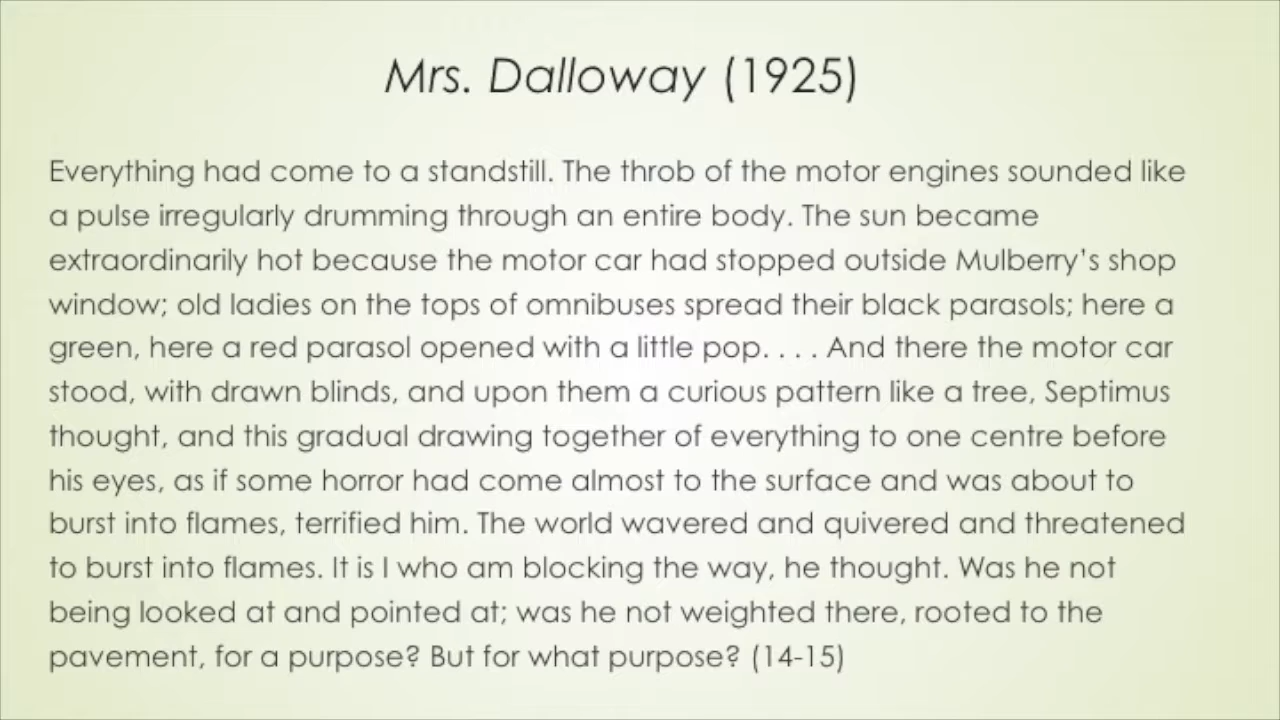 Mrs. Dalloway (1925)
Everything had come to a standstill. The throb of the motor engines sounded like
a pulse irregularly drumming through an entire body. The sun became
extraordinarily hot because the motor car had stopped outside Mulberry’s shop
window; old ladies on the tops of omnibuses spread their black parasols; here a
green, here a red parasol opened with a little pop. . . . And there the motor car
stood, with drawn blinds, and upon them a curious pattern like a tree, Septimus
thought, and this gradual drawing together of everything to one centre before
his eyes, as if some horror had come almost to the surface and was about to
burst into flames, terrified him. The world wavered and quivered and threatened
to burst into flames. It is I who am blocking the way, he thought. Was he not
being looked at and pointed at; was he not weighted there, rooted to the
pavement, for a purpose? But for what purpose? (14-15)